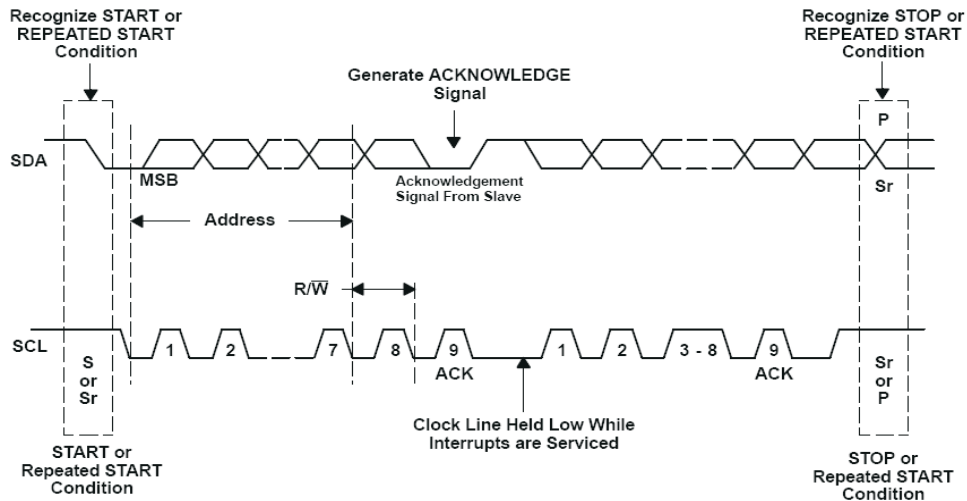 Recognize START or
REPEATED START
Condition
Recognize STOP or
REPEATED START
Condition
Generate ACKNOWLEDGE
Signal
P
SDA
MSB
Acknowledgement
Signal From Slave
Sr
Address
R/W̅
SCL
S
or
Sr
1
2
7
8
9
1
2
3 - 8
9
ACK
ACK
Sr
or
P
Clock Line Held Low While
Interrupts are Serviced
START or
Repeated START
Condition
STOP or
Repeated START
Condition